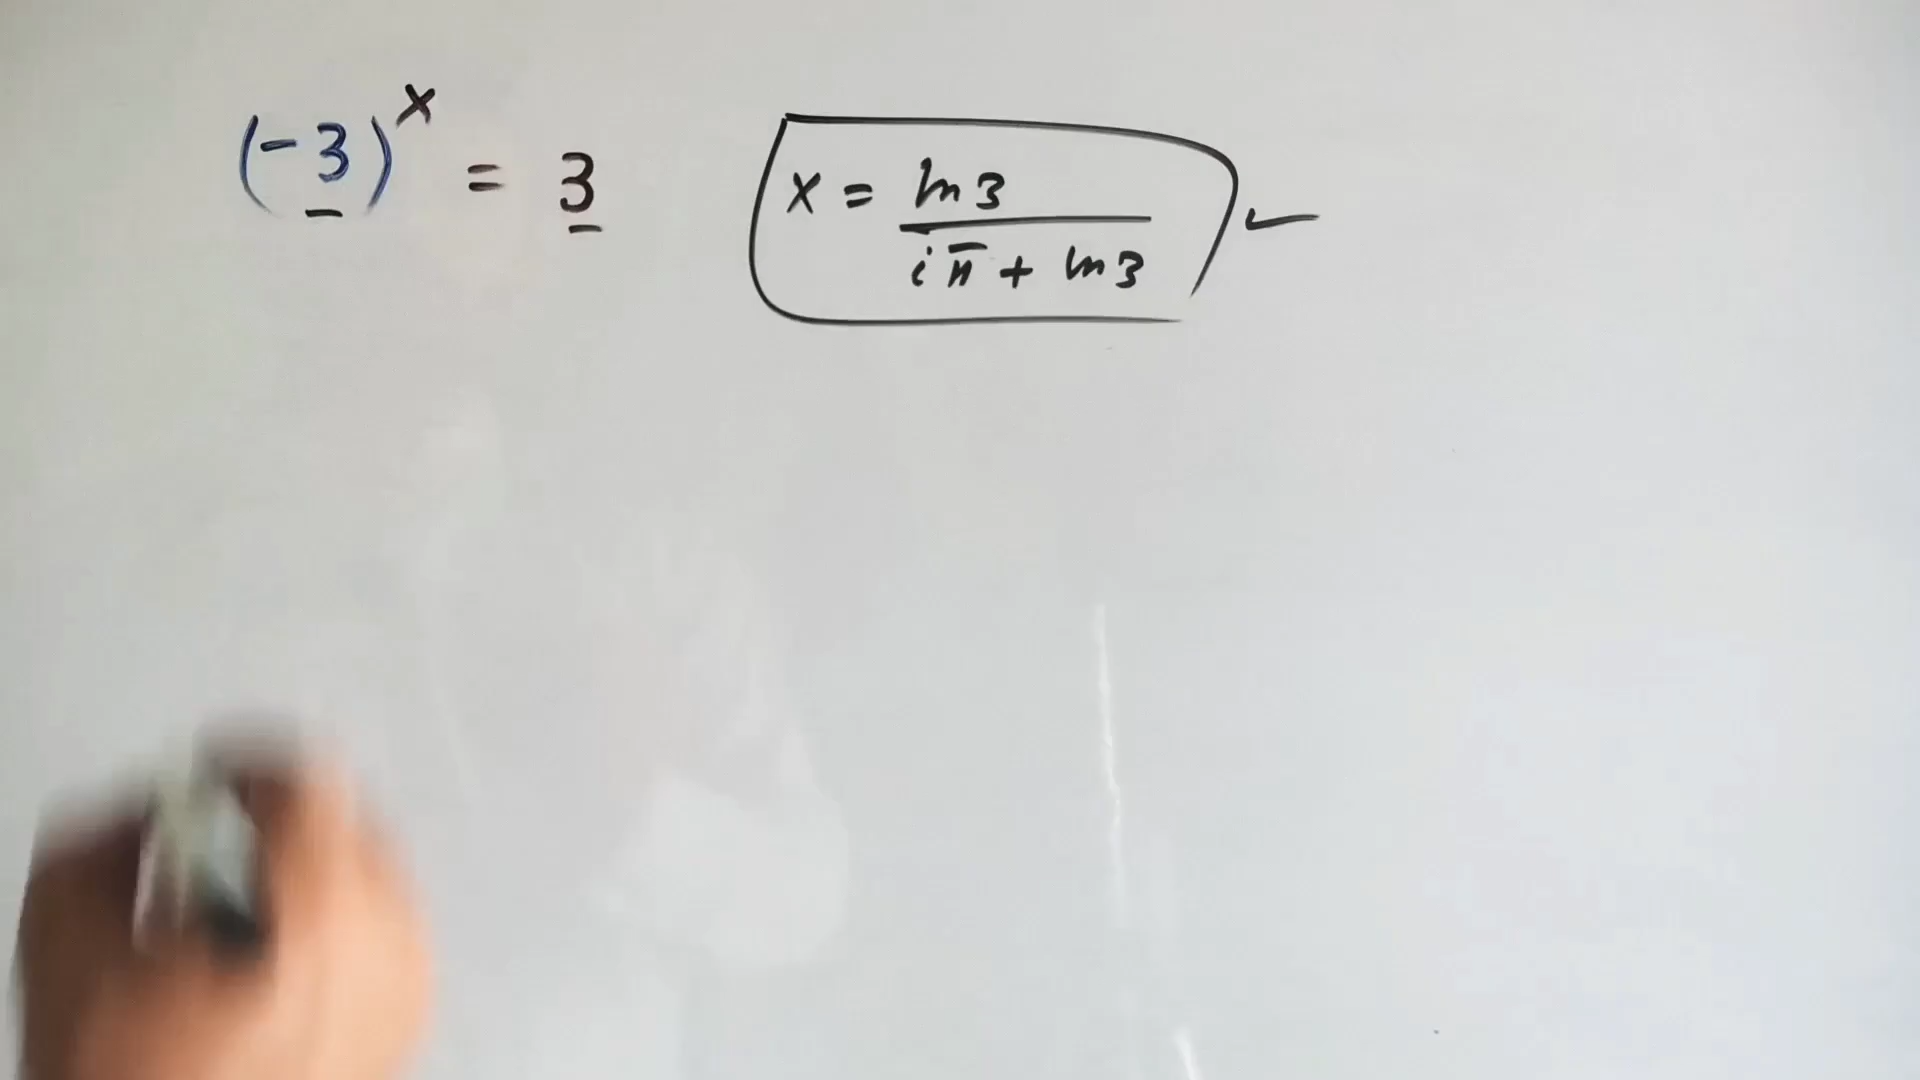 (-3)^x = 3
x = ln3 / iπ + ln3